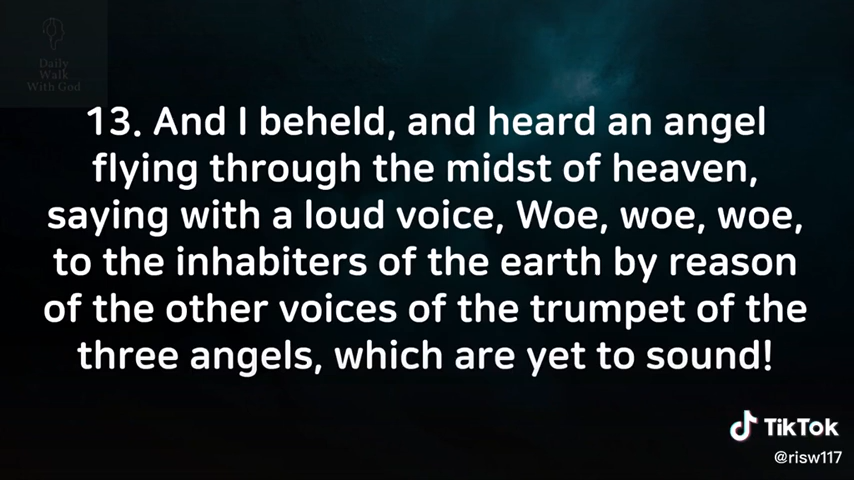 Daily
Walk
With God
13. And I beheld, and heard an angel
flying through the midst of heaven,
saying with a loud voice, Woe, woe, woe,
to the inhabiters of the earth by reason
of the other voices of the trumpet of the
three angels, which are yet to sound!
TikTok
@risw117